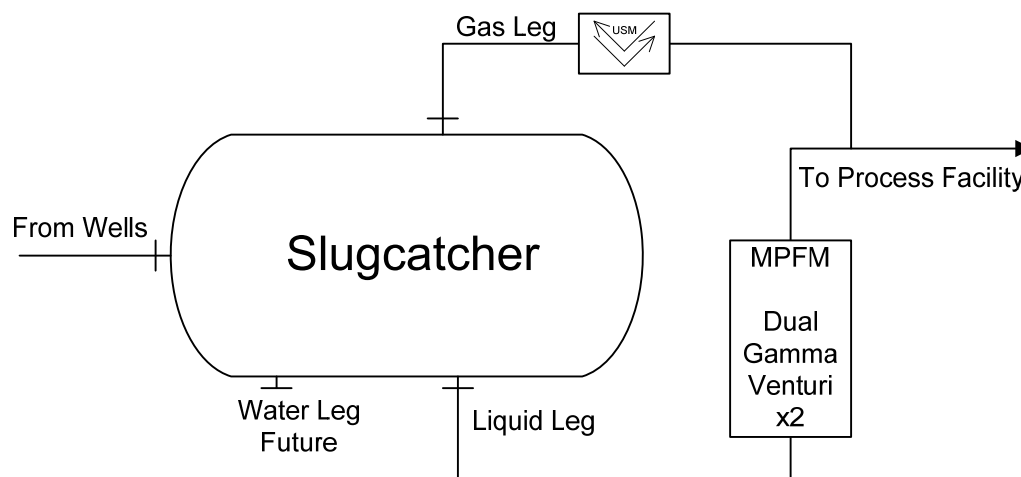 Gas Leg
USM
To Process Facility
From Wells
Slugcatcher
MPFM
Dual
Gamma
Venturi
x2
Water Leg
Future
Liquid Leg